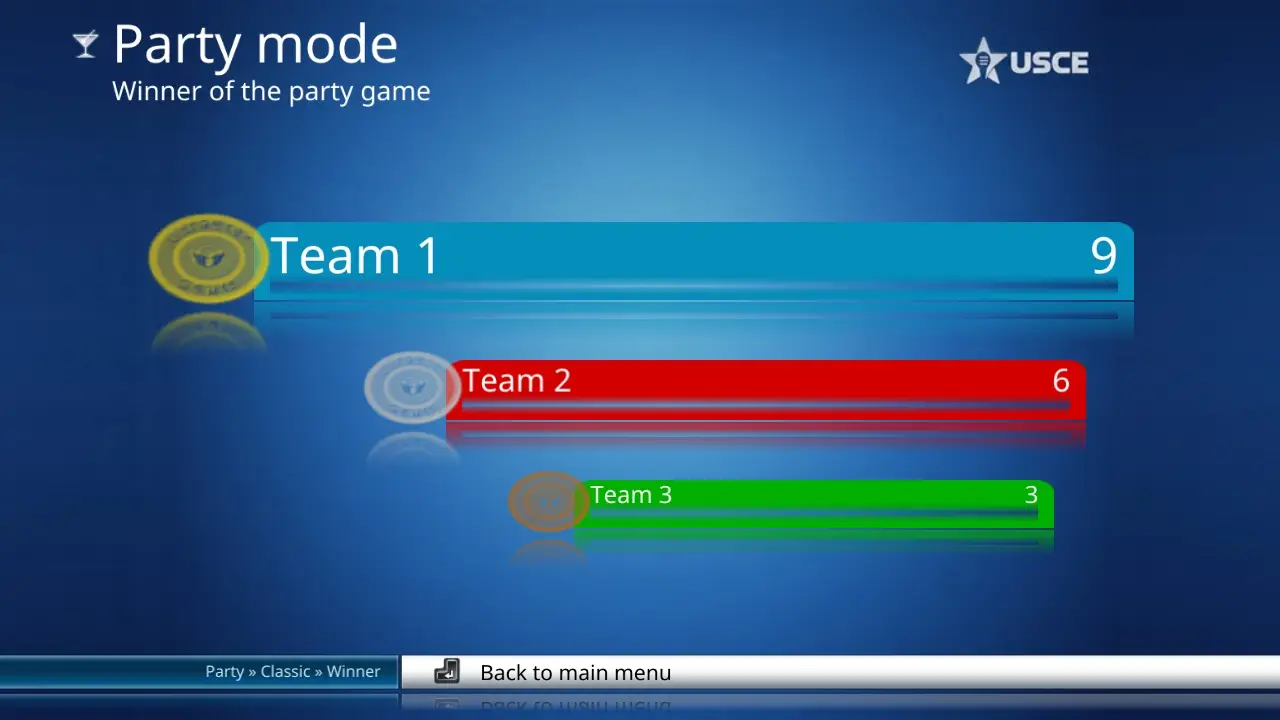 Party mode
Winner of the party game
USCE
Team 1 9
Team 2 6
Team 3 3
Party » Classic » Winner
Back to main menu